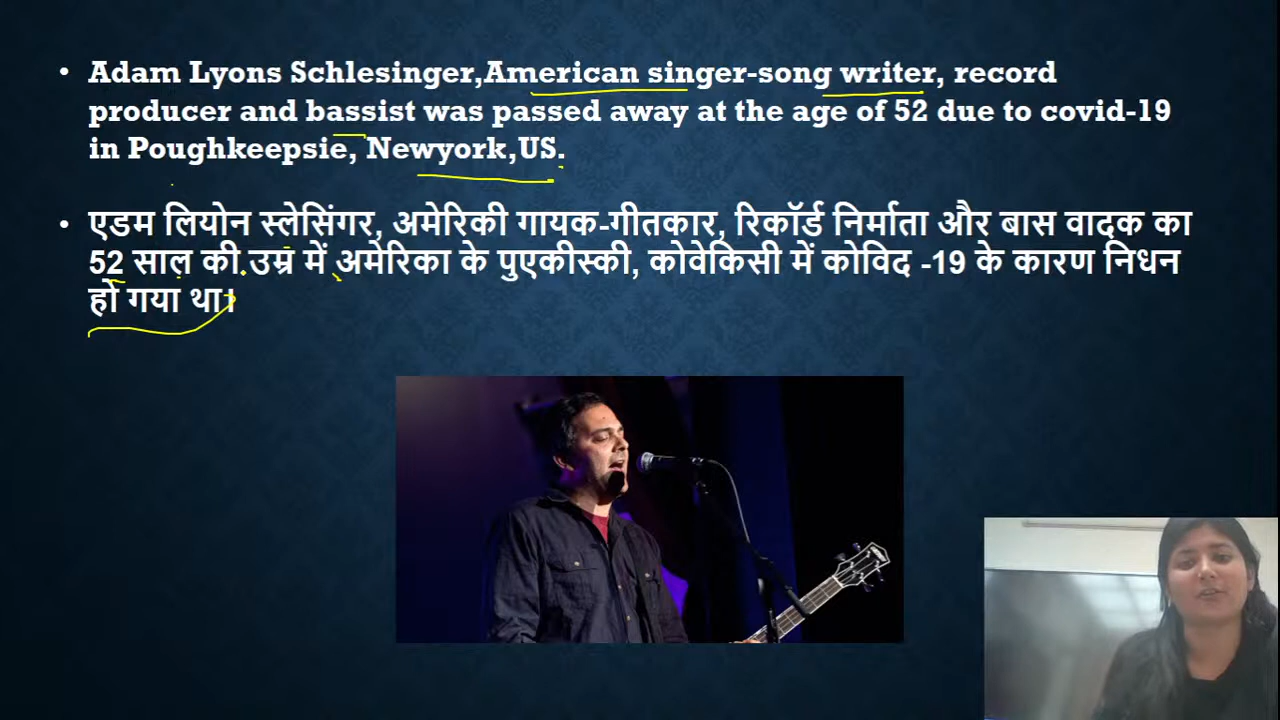 • Adam Lyons Schlesinger,American singer-song writer, record
producer and bassist was passed away at the age of 52 due to covid-19
in Poughkeepsie, Newyork,US.
• एडम लियोन स्लेसिंगर, अमेरिकी गायक-गीतकार, रिकॉर्ड निर्माता और बास वादक का
52 साल की उम्र में अमेरिका के पुएकीस्की, कोवेकिसी में कोविद -19 के कारण निधन
हो गया था।